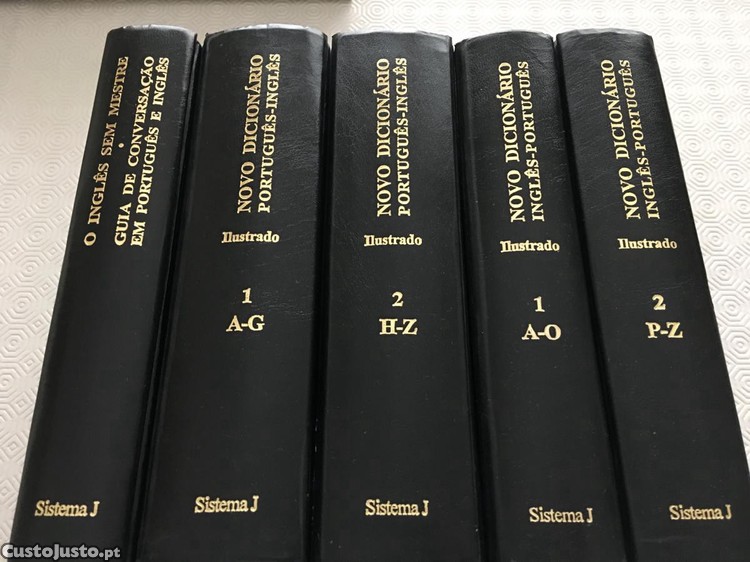 O INGLÊS SEM MESTRE
•
GUIA DE CONVERSAÇÃO
EM PORTUGUÊS E INGLÊS
Sistema J
NOVO DICIONÁRIO
PORTUGUÊS-INGLÊS
Ilustrado
1
A-G
Sistema J
NOVO DICIONÁRIO
PORTUGUÊS-INGLÊS
Ilustrado
2
H-Z
Sistema J
NOVO DICIONÁRIO
INGLÊS-PORTUGUÊS
Ilustrado
1
A-O
Sistema J
NOVO DICIONÁRIO
INGLÊS-PORTUGUÊS
Ilustrado
2
P-Z
Sistema J
CustoJusto.pt